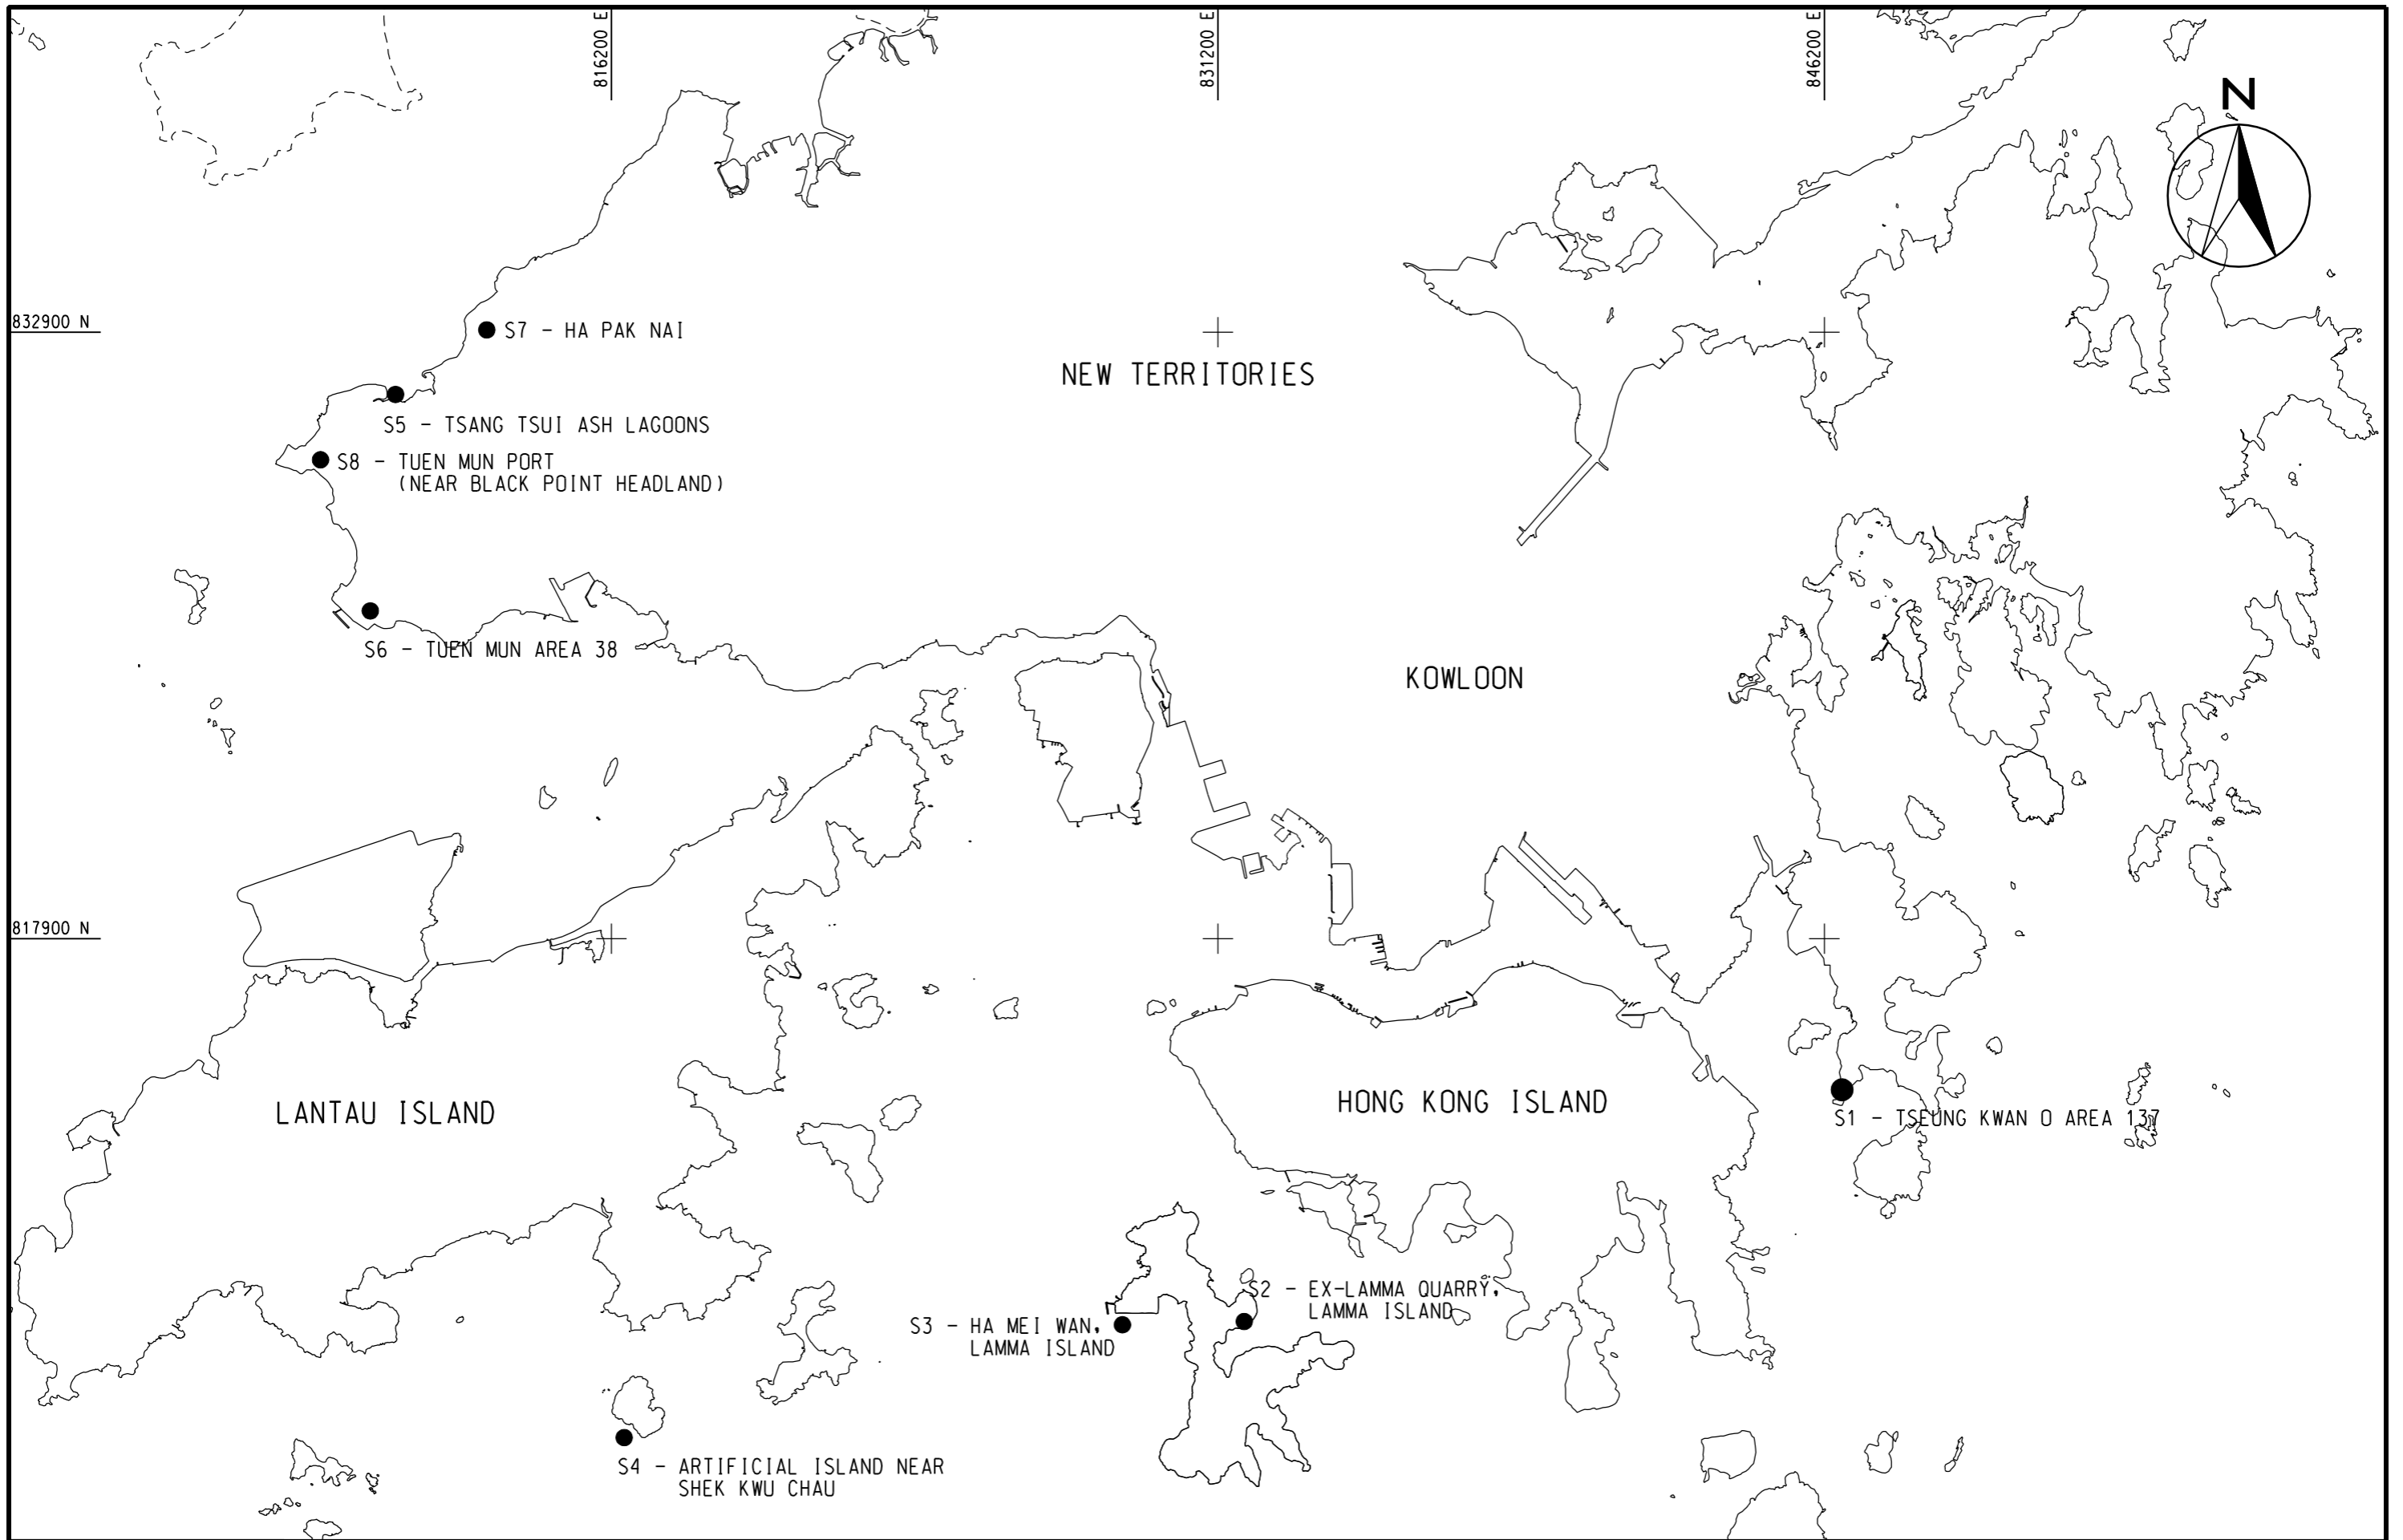 816200 E
831200 E
846200 E
N
832900 N
S7 - HA PAK NAI
NEW TERRITORIES
S5 - TSANG TSUI ASH LAGOONS
S8 - TUEN MUN PORT
(NEAR BLACK POINT HEADLAND)
S6 - TUEN MUN AREA 38
KOWLOON
817900 N
LANTAU ISLAND
HONG KONG ISLAND
S1 - TSEUNG KWAN O AREA 137
S2 - EX-LAMMA QUARRY,
LAMMA ISLAND
S3 - HA MEI WAN,
LAMMA ISLAND
S4 - ARTIFICIAL ISLAND NEAR
SHEK KWU CHAU